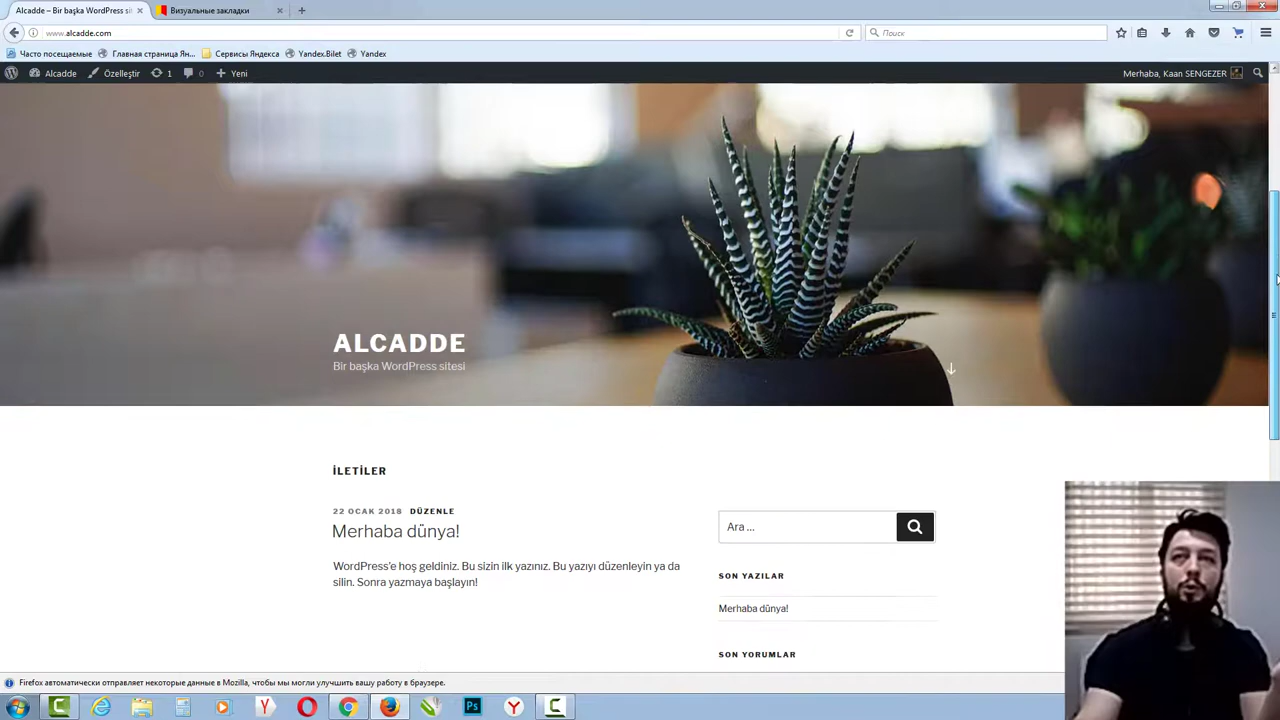 Alcadde – Bir başka WordPress sit
Визуальные закладки
www.alcadde.com
Поиск
Часто посещаемые
Главная страница Ян...
Сервисы Яндекса
Yandex.Bilet
Yandex
Alcadde
Özelleştir
1
0
Yeni
Merhaba, Kaan SENGEZER
ALCADDE
Bir başka WordPress sitesi
İLETİLER
22 OCAK 2018 DÜZENLE
Merhaba dünya!
WordPress'e hoş geldiniz. Bu sizin ilk yazınız. Bu yazıyı düzenleyin ya da
silin. Sonra yazmaya başlayın!
Ara ...
SON YAZILAR
Merhaba dünya!
SON YORUMLAR
Firefox автоматически отправляет некоторые данные в Mozilla, чтобы мы могли улучшить вашу работу в браузере.